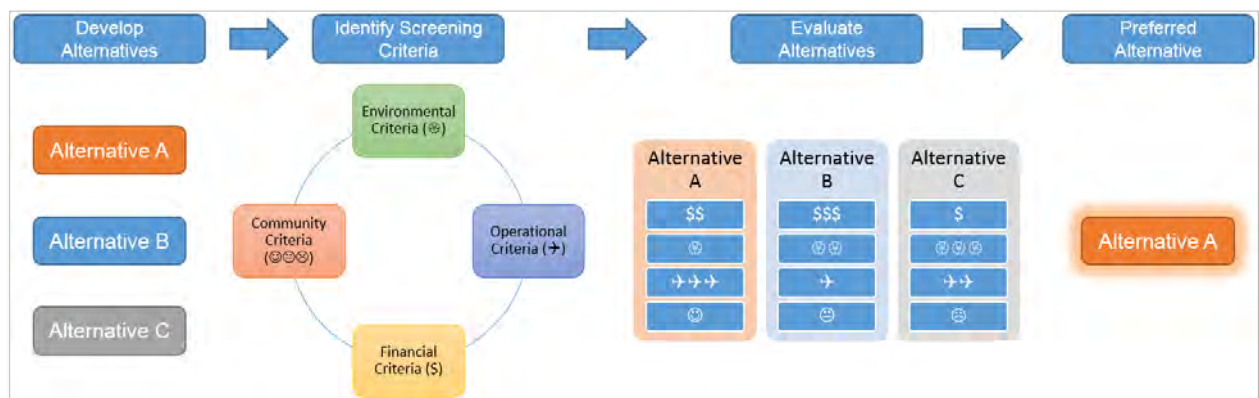 Develop
Alternatives
Identify Screening
Criteria
Evaluate
Alternatives
Preferred
Alternative
Alternative A
Alternative B
Alternative C
Environmental
Criteria (֍)
Community
Criteria
(☺😐☹)
Operational
Criteria (✈)
Financial
Criteria ($)
Alternative
A
$$
✈✈✈
☺
Alternative
B
$$$
✈
😐
Alternative
C
$
✈✈
☹
Alternative A